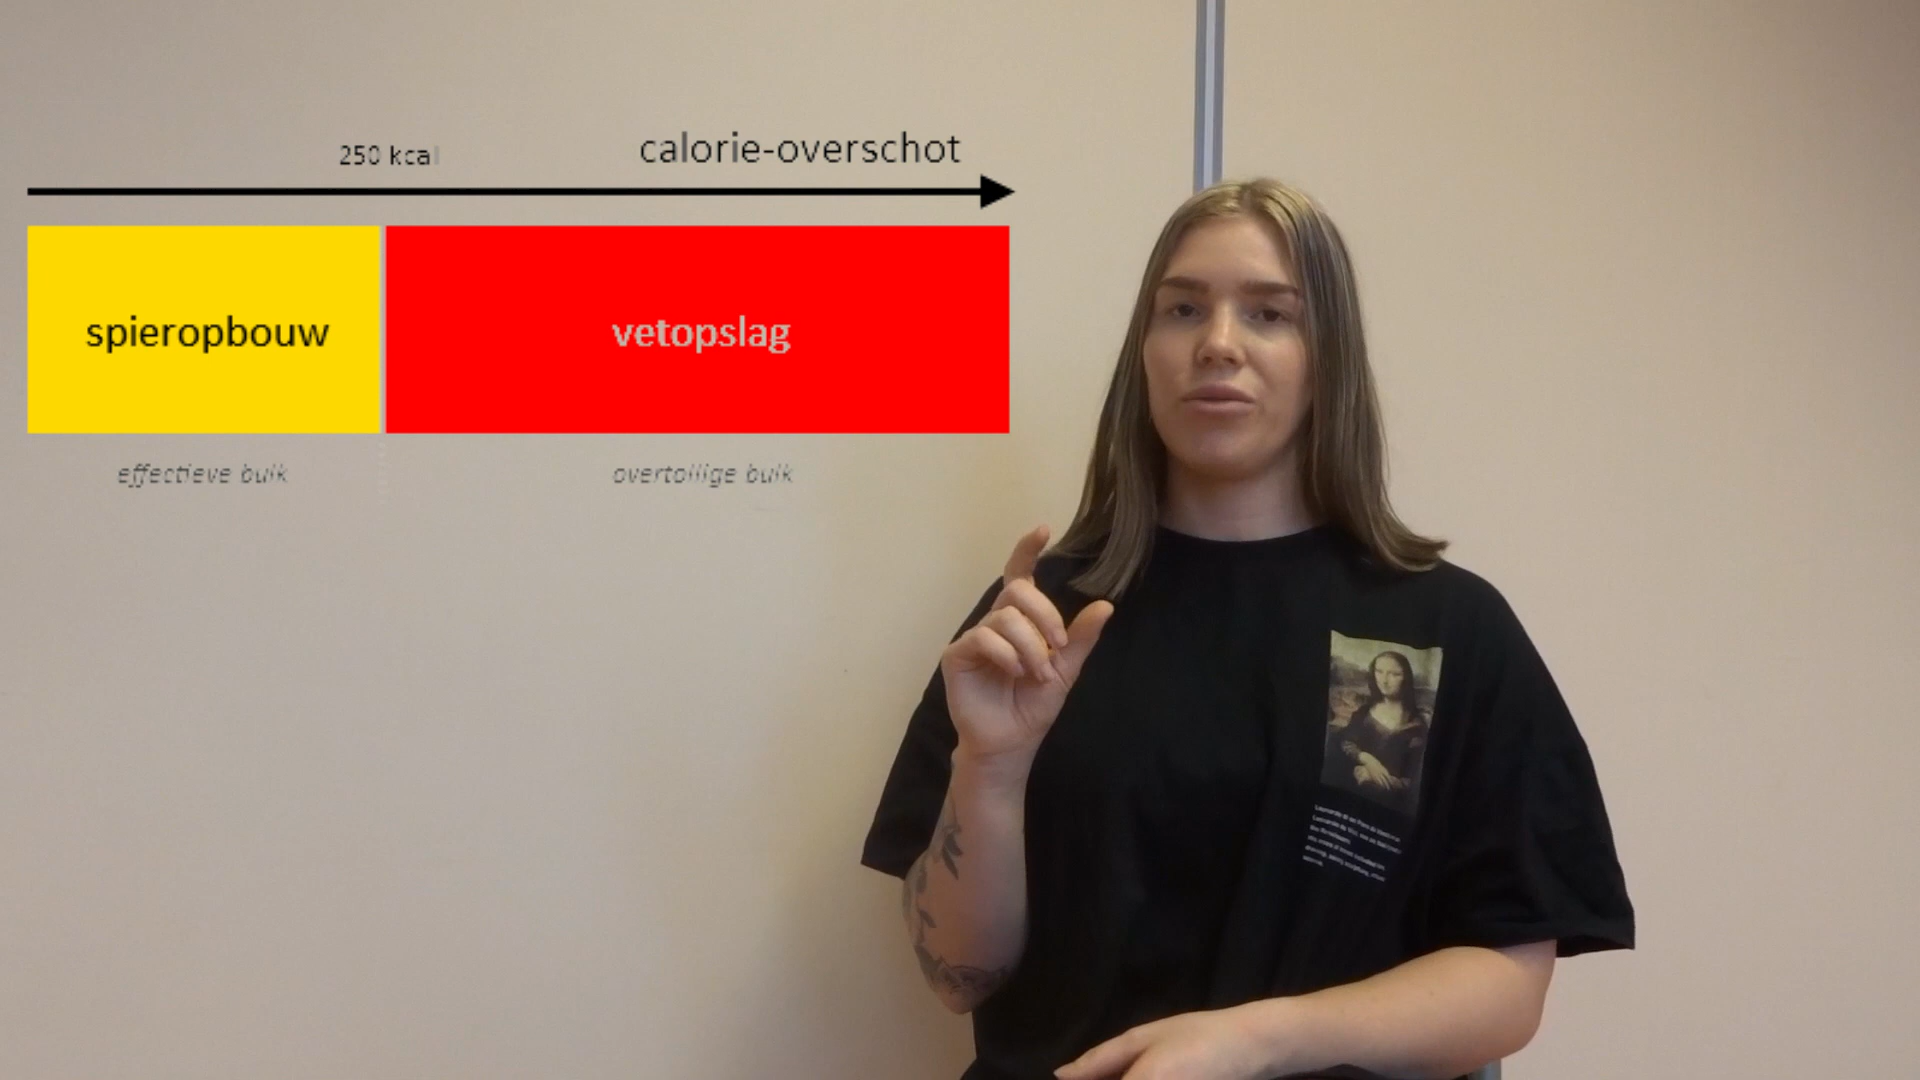 250 kcal
calorie-overschot
spieropbouw
vetopslag
effectieve bulk
overtollige bulk